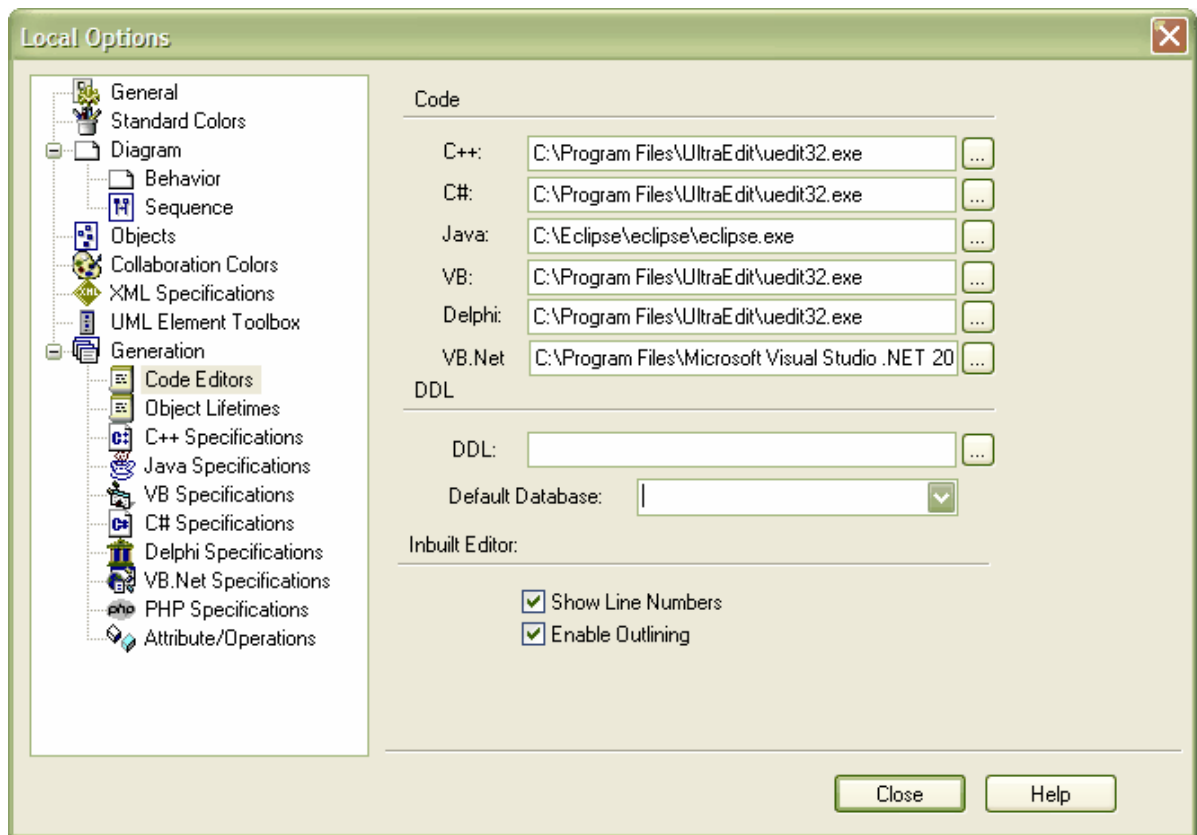 Local Options
General
Standard Colors
Diagram
Behavior
Sequence
Objects
Collaboration Colors
XML Specifications
UML Element Toolbox
Generation
Code Editors
Object Lifetimes
C++ Specifications
Java Specifications
VB Specifications
C# Specifications
Delphi Specifications
VB.Net Specifications
php PHP Specifications
Attribute/Operations
Code
C++: C:\Program Files\UltraEdit\uedit32.exe ...
C#: C:\Program Files\UltraEdit\uedit32.exe ...
Java: C:\Eclipse\eclipse\eclipse.exe ...
VB: C:\Program Files\UltraEdit\uedit32.exe ...
Delphi: C:\Program Files\UltraEdit\uedit32.exe ...
VB.Net C:\Program Files\Microsoft Visual Studio .NET 20 ...
DDL
DDL: ...
Default Database:
Inbuilt Editor:
Show Line Numbers
Enable Outlining
Close Help